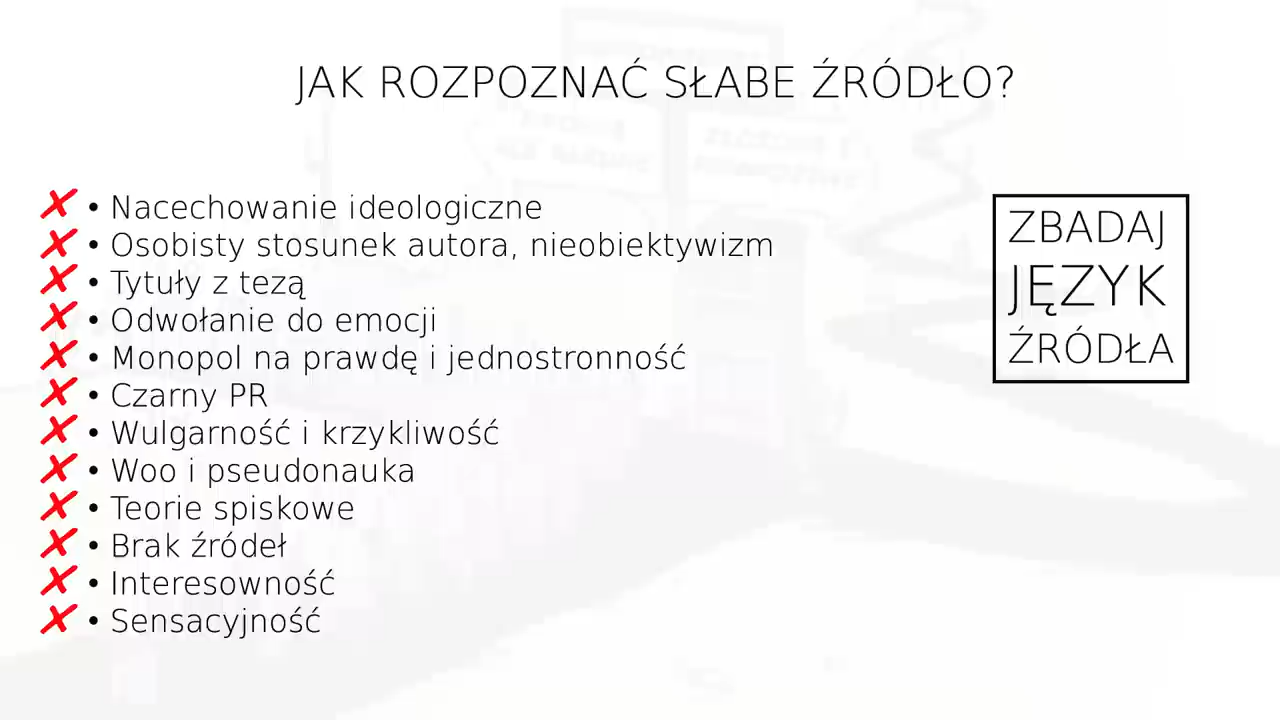 JAK ROZPOZNAĆ SŁABE ŹRÓDŁO?
✗ • Nacechowanie ideologiczne
✗ • Osobisty stosunek autora, nieobiektywizm
✗ • Tytuły z tezą
✗ • Odwołanie do emocji
✗ • Monopol na prawdę i jednostronność
✗ • Czarny PR
✗ • Wulgarność i krzykliwość
✗ • Woo i pseudonauka
✗ • Teorie spiskowe
✗ • Brak źródeł
✗ • Interesowność
✗ • Sensacyjność
ZBADAJ
JĘZYK
ŹRÓDŁA